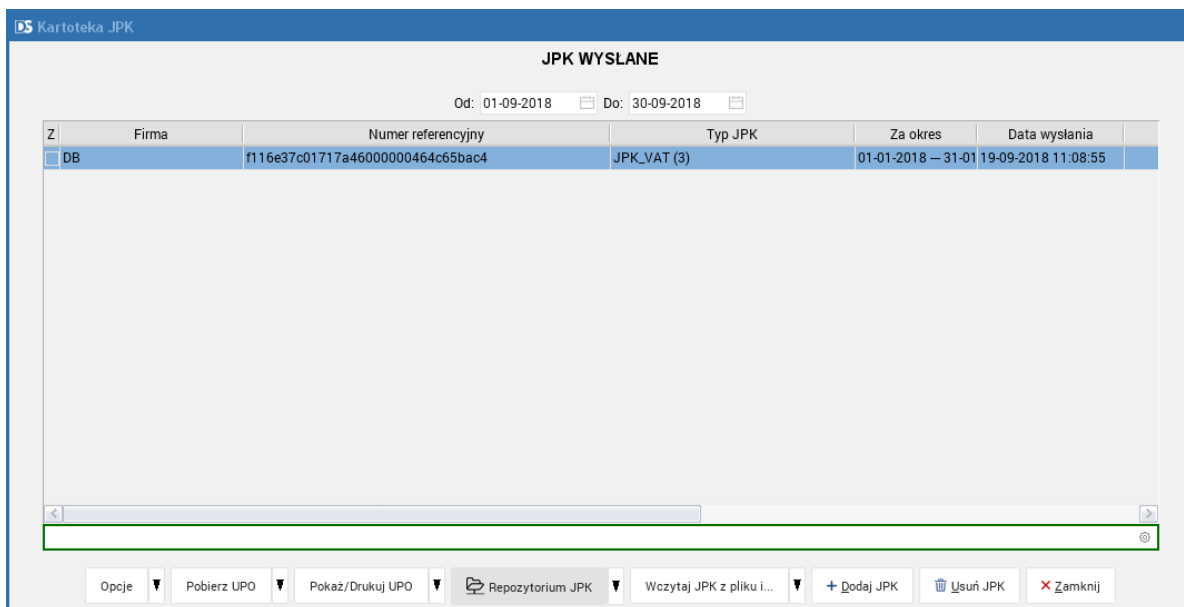 DS Kartoteka JPK
JPK WYSŁANE
Od: 01-09-2018 Do: 30-09-2018
Z Firma Numer referencyjny Typ JPK Za okres Data wysłania
DB f116e37c01717a46000000464c65bac4 JPK_VAT (3) 01-01-2018 — 31-01 19-09-2018 11:08:55
Opcje Pobierz UPO Pokaż/Drukuj UPO Repozytorium JPK Wczytaj JPK z pliku i... + Dodaj JPK Usuń JPK Zamknij